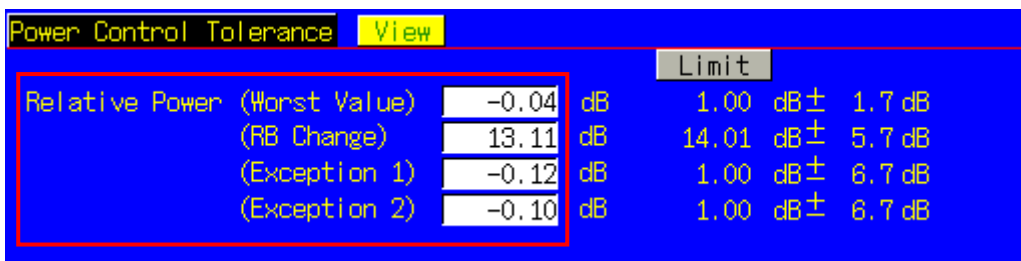 Power Control Tolerance View
Limit
Relative Power (Worst Value) -0.04 dB 1.00 dB± 1.7 dB
(RB Change) 13.11 dB 14.01 dB± 5.7 dB
(Exception 1) -0.12 dB 1.00 dB± 6.7 dB
(Exception 2) -0.10 dB 1.00 dB± 6.7 dB